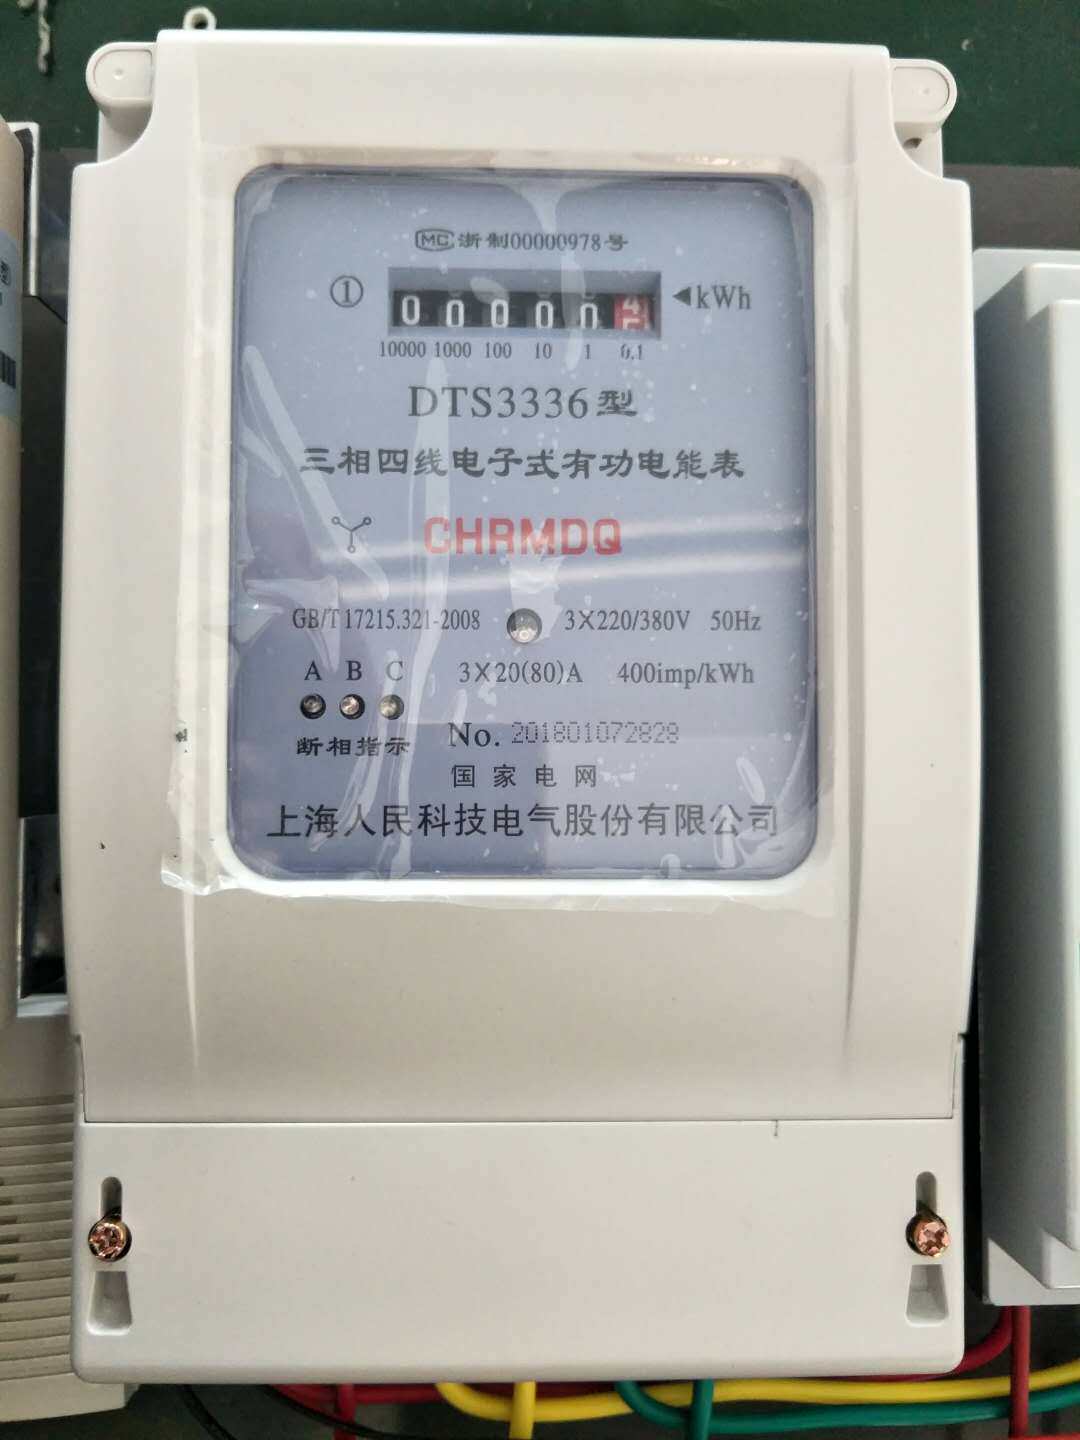 MC 浙制00000978号
① 00000 ◀kWh
10000 1000 100 10 1 0.1
DTS3336型
三相四线电子式有功电能表
CHRMDQ
GB/T 17215.321-2008 3×220/380V 50Hz
A B C 3×20(80)A 400imp/kWh
断相指示 No. 201801072829
国家电网
上海人民科技电气股份有限公司